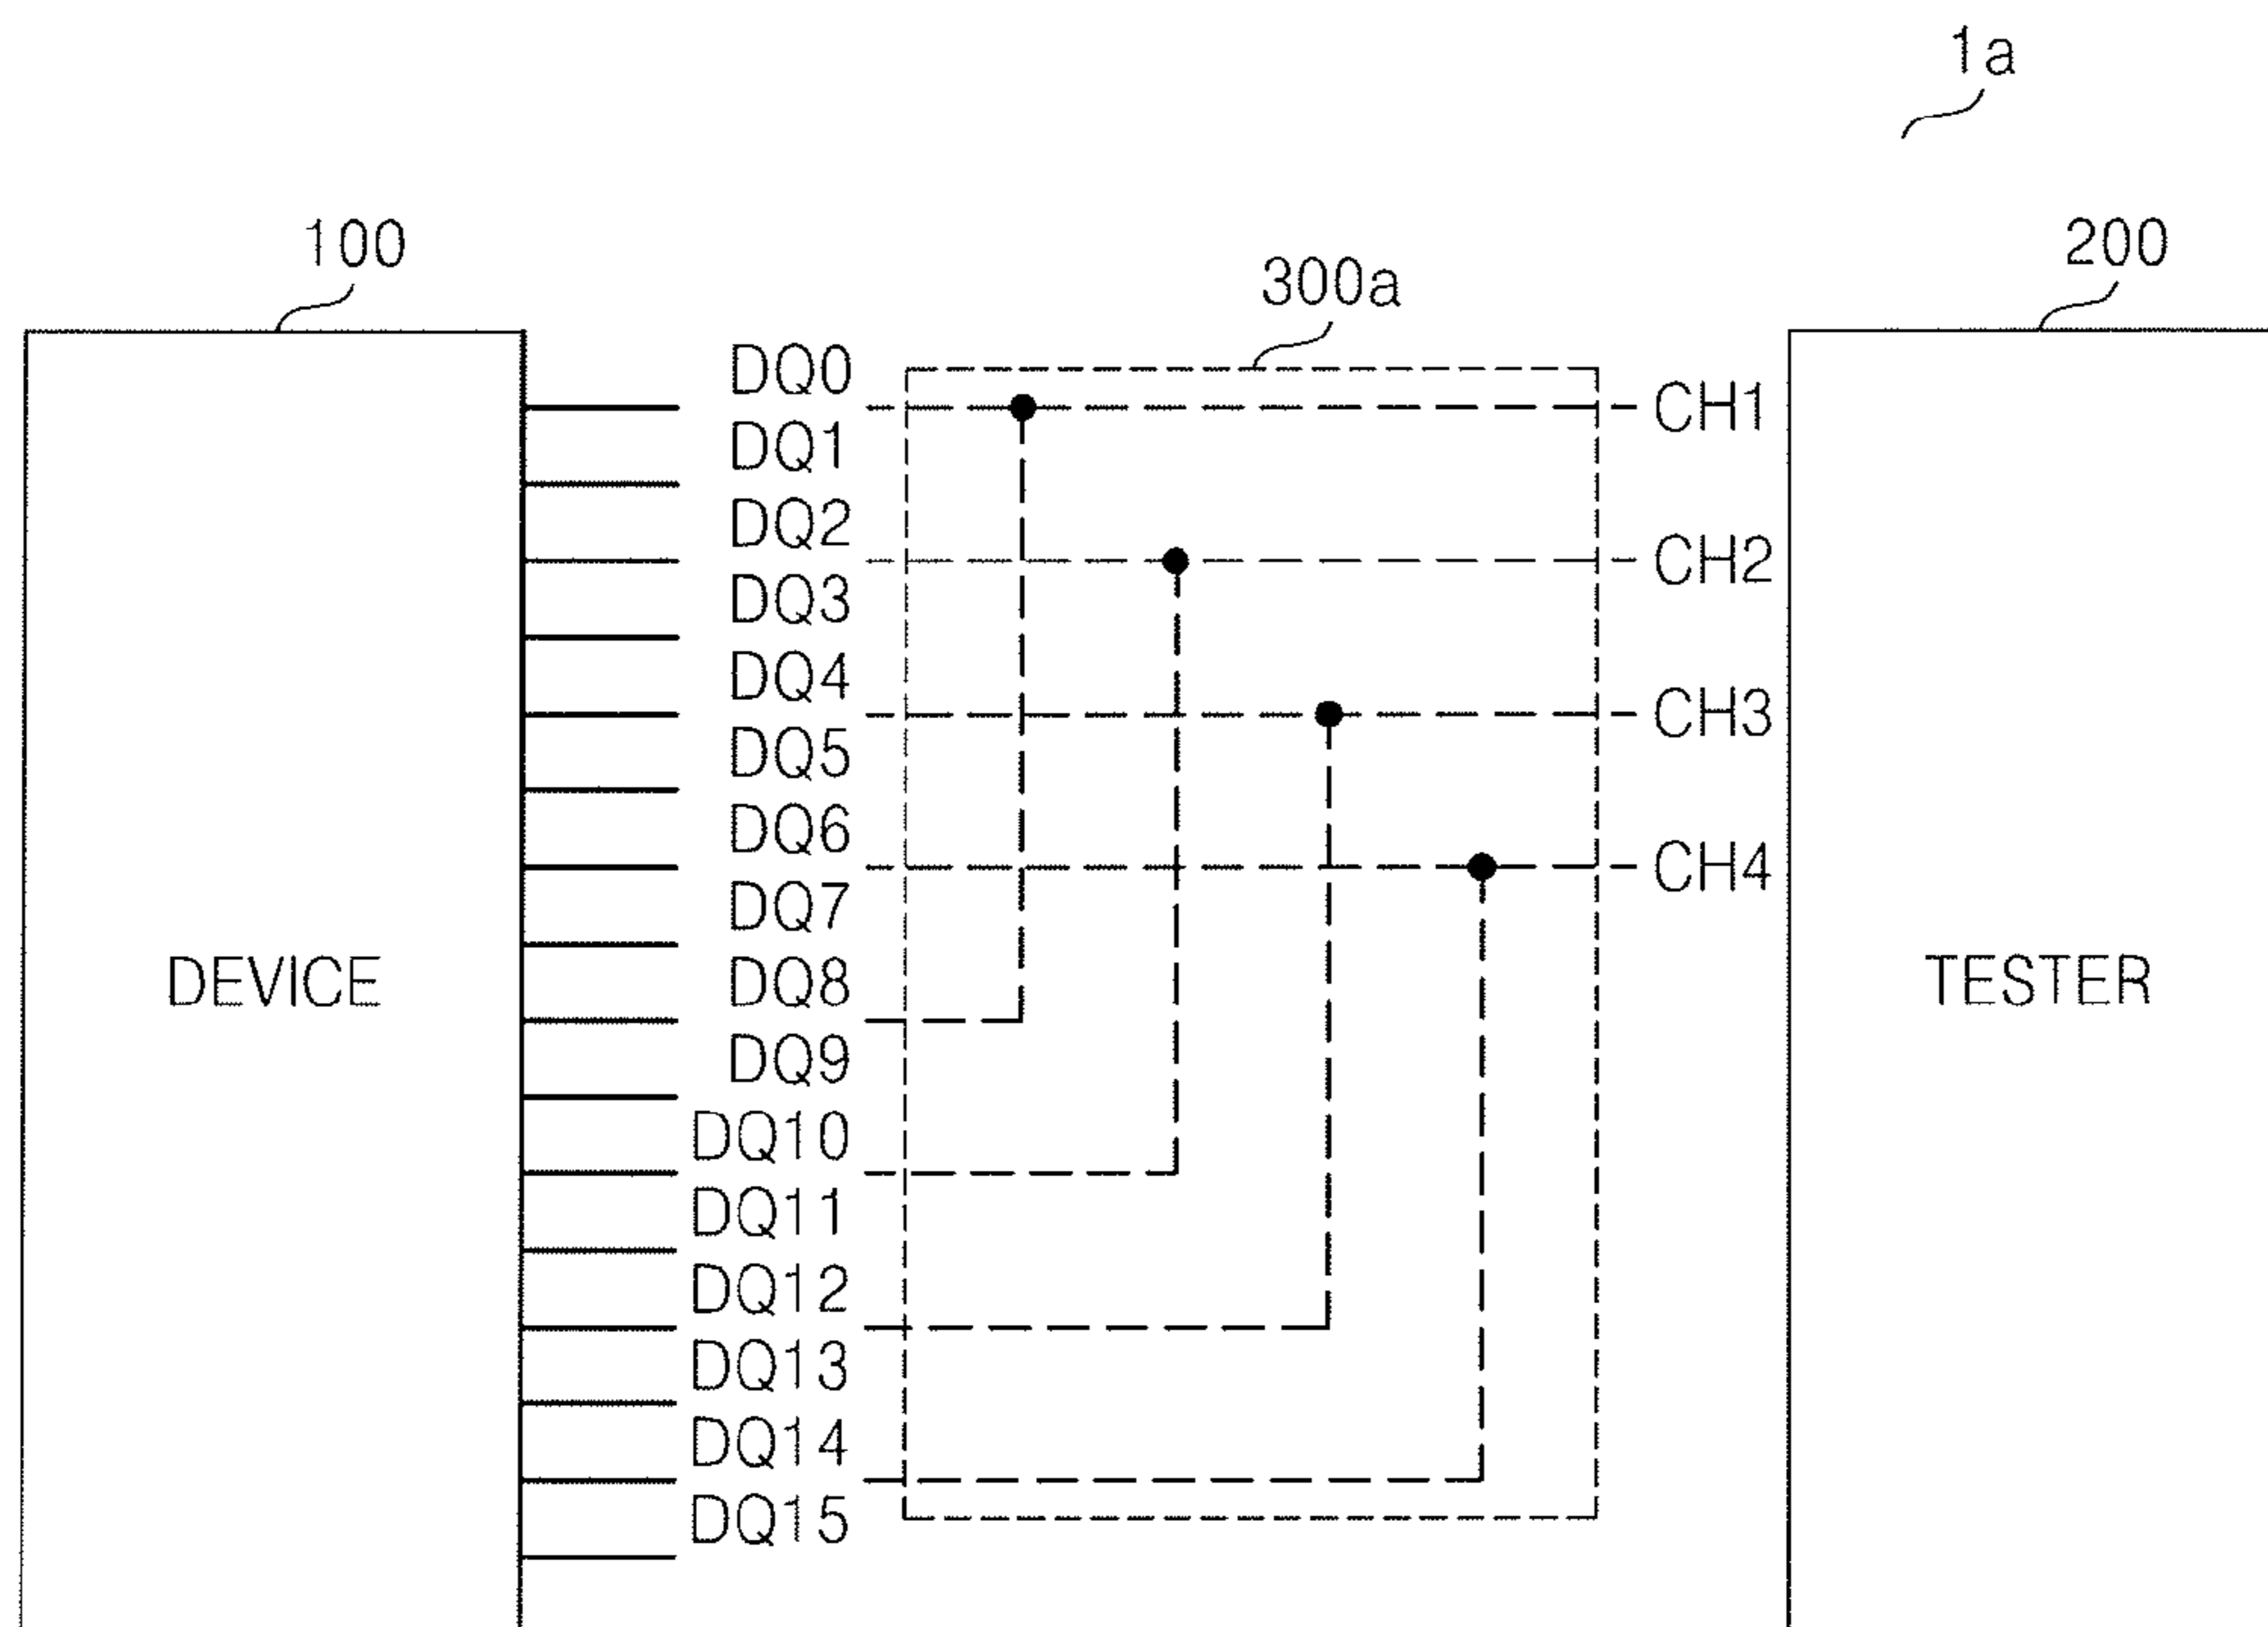 1a
100
300a
200
DQ0
CH1
DQ1
DQ2
CH2
DQ3
DQ4
CH3
DQ5
DQ6
CH4
DQ7
DEVICE
DQ8
TESTER
DQ9
DQ10
DQ11
DQ12
DQ13
DQ14
DQ15